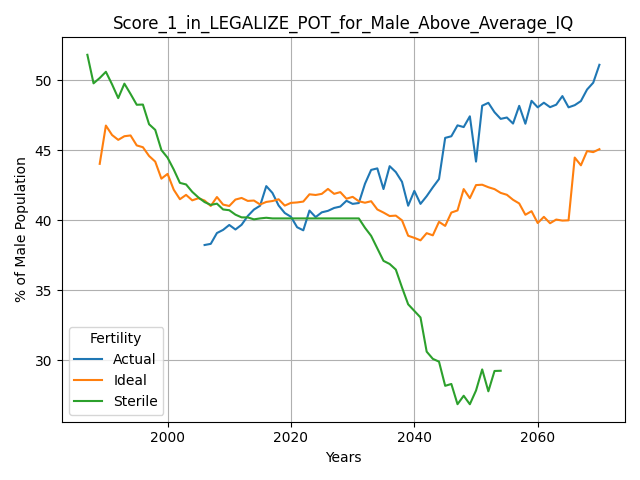 Score_1_in_LEGALIZE_POT_for_Male_Above_Average_IQ
% of Male Population
50
45
40
35
30
Fertility
Actual
Ideal
Sterile
2000 2020 2040 2060
Years